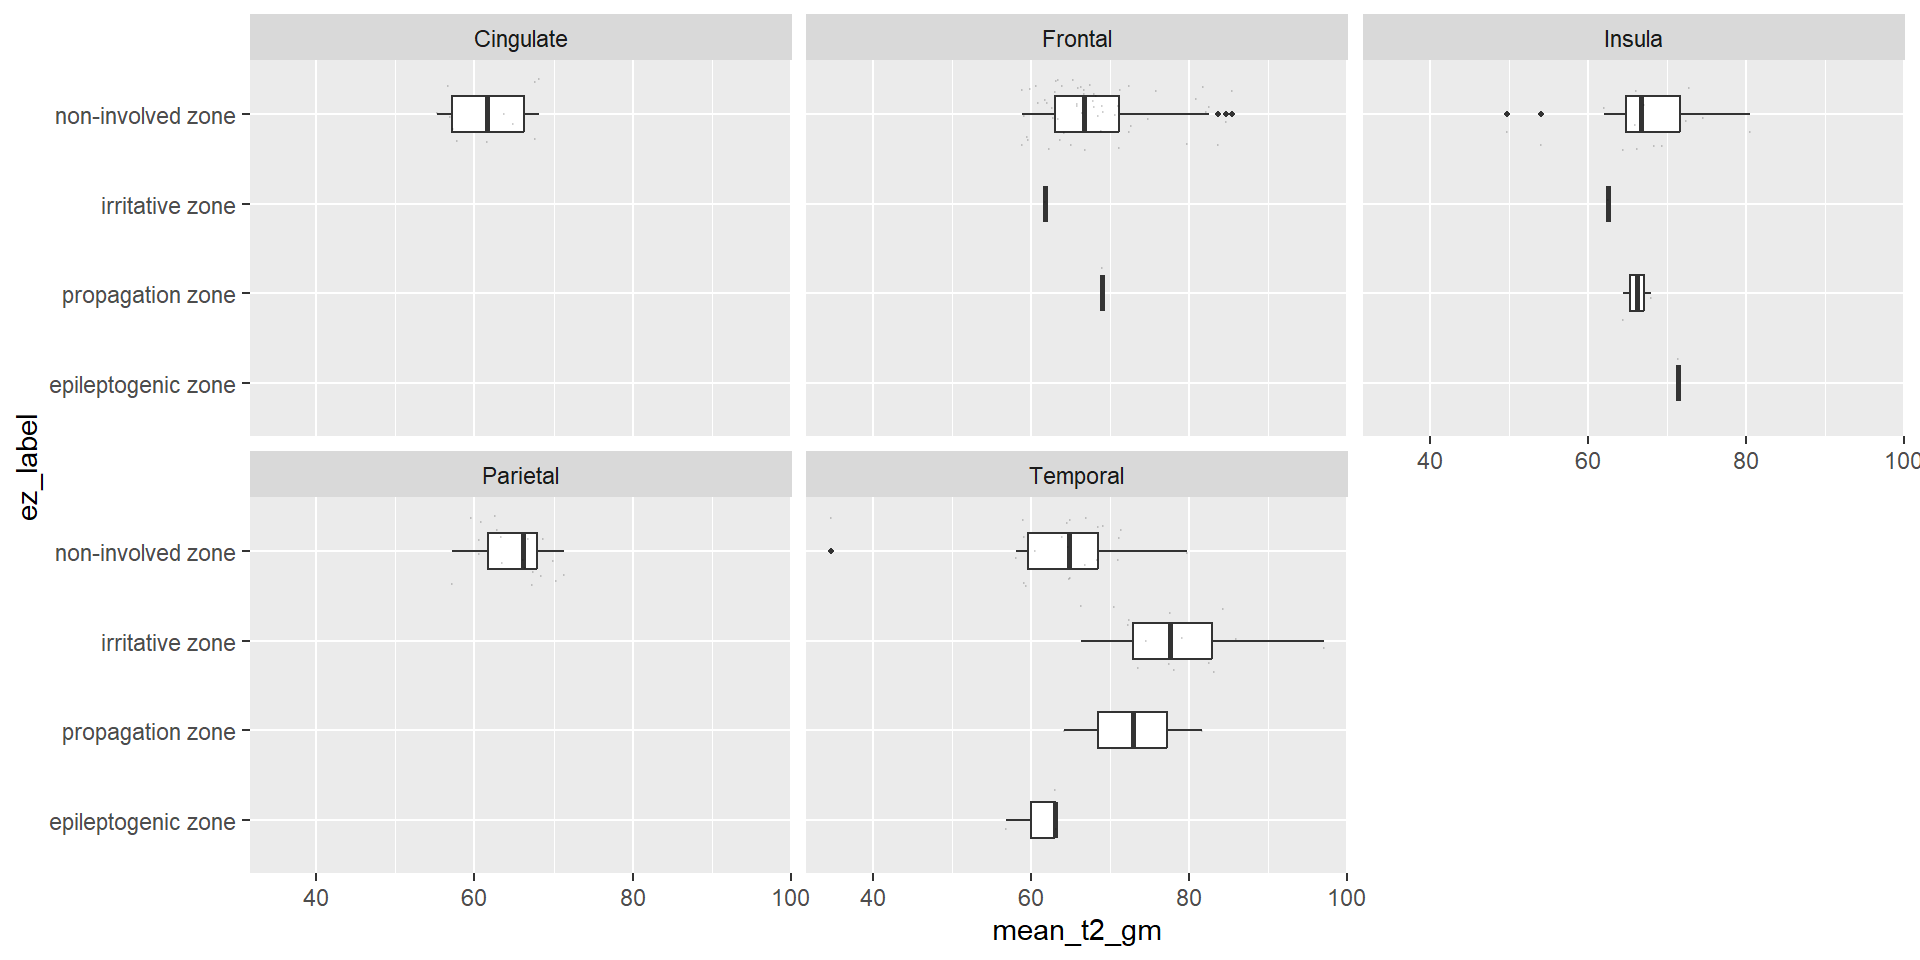 Cingulate
Frontal
Insula
non-involved zone
irritative zone
propagation zone
epileptogenic zone
40 60 80 100
Parietal
Temporal
non-involved zone
irritative zone
propagation zone
epileptogenic zone
40 60 80 100
40 60 80 100
mean_t2_gm
ez_label